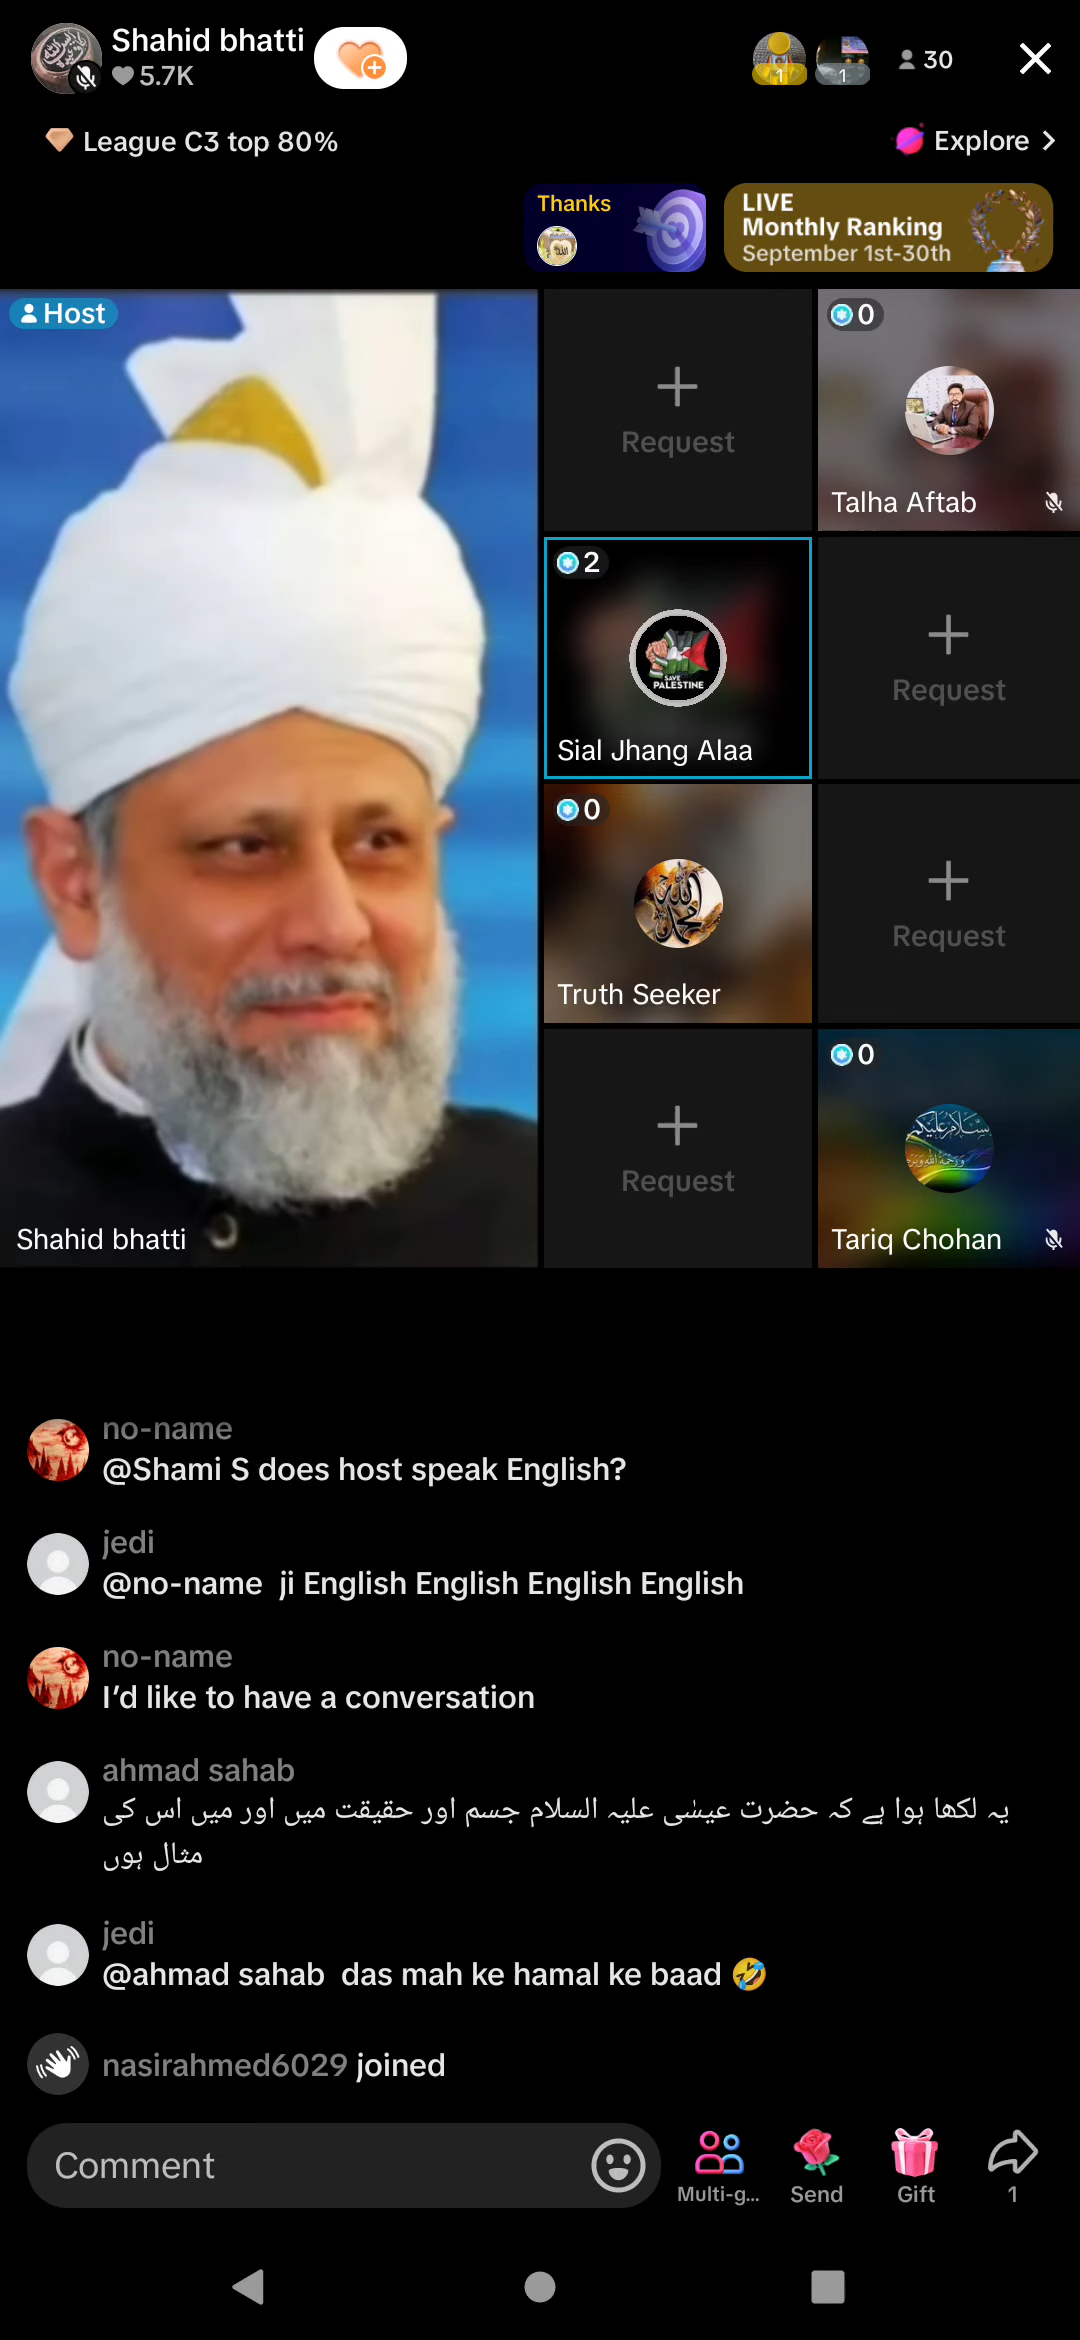 Shahid bhatti
5.7K
1
1
30
League C3 top 80%
Explore
Thanks
LIVE
Monthly Ranking
September 1st-30th
Host
Request
0
Talha Aftab
2
SAVE
PALESTINE
Sial Jhang Alaa
Request
0
Truth Seeker
Request
Request
0
Tariq Chohan
Shahid bhatti
no-name
@Shami S does host speak English?
jedi
@no-name ji English English English English
no-name
I’d like to have a conversation
ahmad sahab
یہ لکھا ہوا ہے کہ حضرت عیسٰی علیہ السلام جسم اور حقیقت میں اور میں اس کی
مثال ہوں
jedi
@ahmad sahab das mah ke hamal ke baad 🤣
nasirahmed6029 joined
Comment
Multi-g...
Send
Gift
1